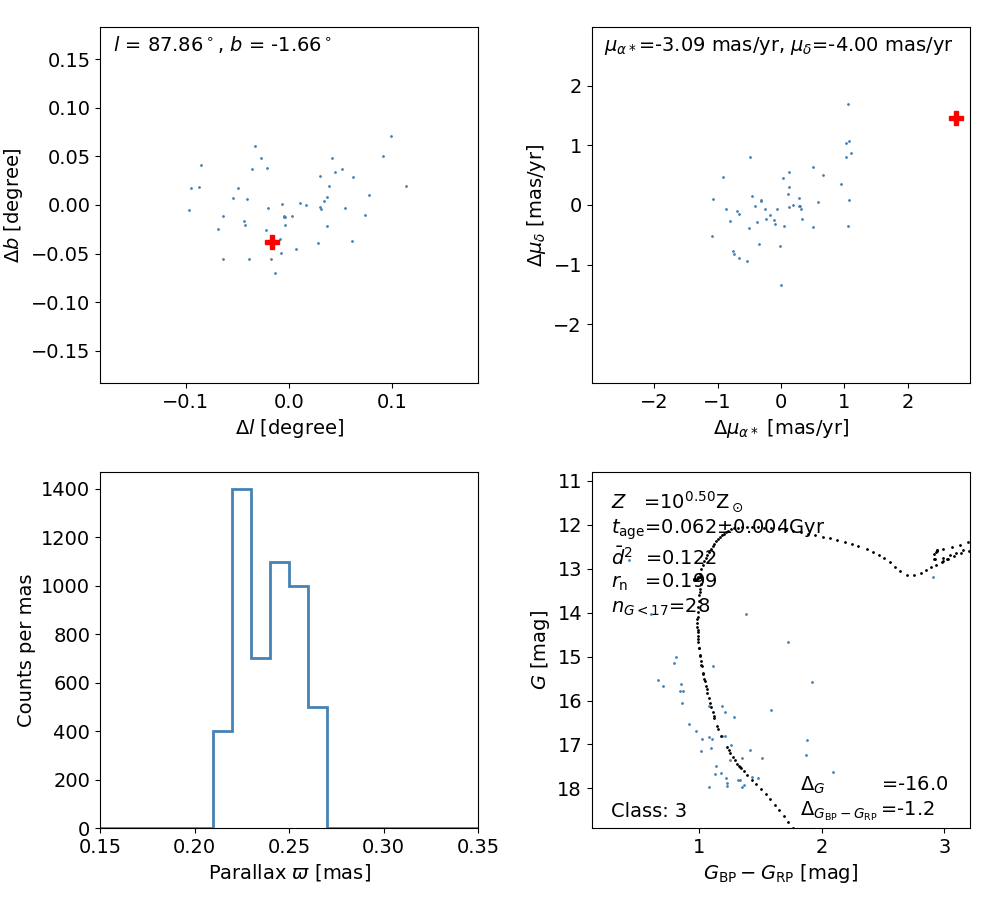 l = 87.86°, b = -1.66°
0.15
0.10
0.05
0.00
−0.05
−0.10
−0.15
Δb [degree]
−0.1
0.0
0.1
Δl [degree]
μα*=-3.09 mas/yr, μδ=-4.00 mas/yr
2
1
0
−1
−2
Δμδ [mas/yr]
−2
−1
0
1
2
Δμα* [mas/yr]
1400
1200
1000
800
600
400
200
0
Counts per mas
0.15
0.20
0.25
0.30
0.35
Parallax ϖ [mas]
11
12
13
14
15
16
17
18
G [mag]
Z =10^0.50 Z⊙
t_age=0.062±0.004Gyr
d̄² =0.122
r_n =0.199
n_G<17=28
Δ_G =-16.0
Δ_GBP−GRP=-1.2
Class: 3
1
2
3
G_BP − G_RP [mag]